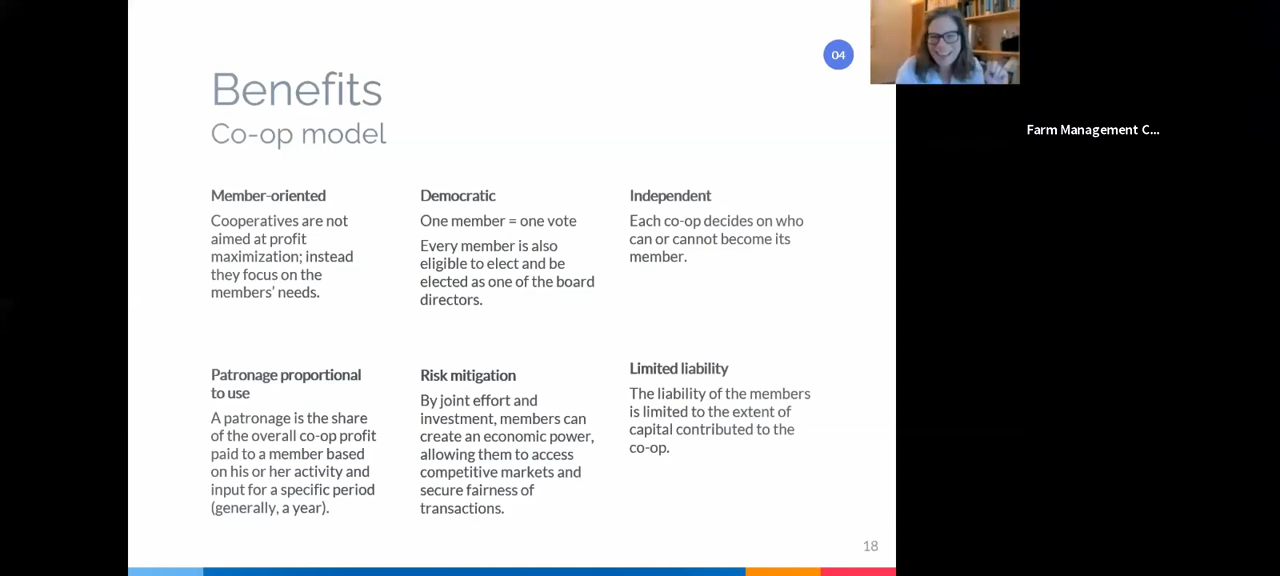 04
Benefits
Co-op model
Farm Management C...
Member-oriented
Cooperatives are not
aimed at profit
maximization; instead
they focus on the
members' needs.
Democratic
One member = one vote
Every member is also
eligible to elect and be
elected as one of the board
directors.
Independent
Each co-op decides on who
can or cannot become its
member.
Patronage proportional
to use
A patronage is the share
of the overall co-op profit
paid to a member based
on his or her activity and
input for a specific period
(generally, a year).
Risk mitigation
By joint effort and
investment, members can
create an economic power,
allowing them to access
competitive markets and
secure fairness of
transactions.
Limited liability
The liability of the members
is limited to the extent of
capital contributed to the
co-op.
18